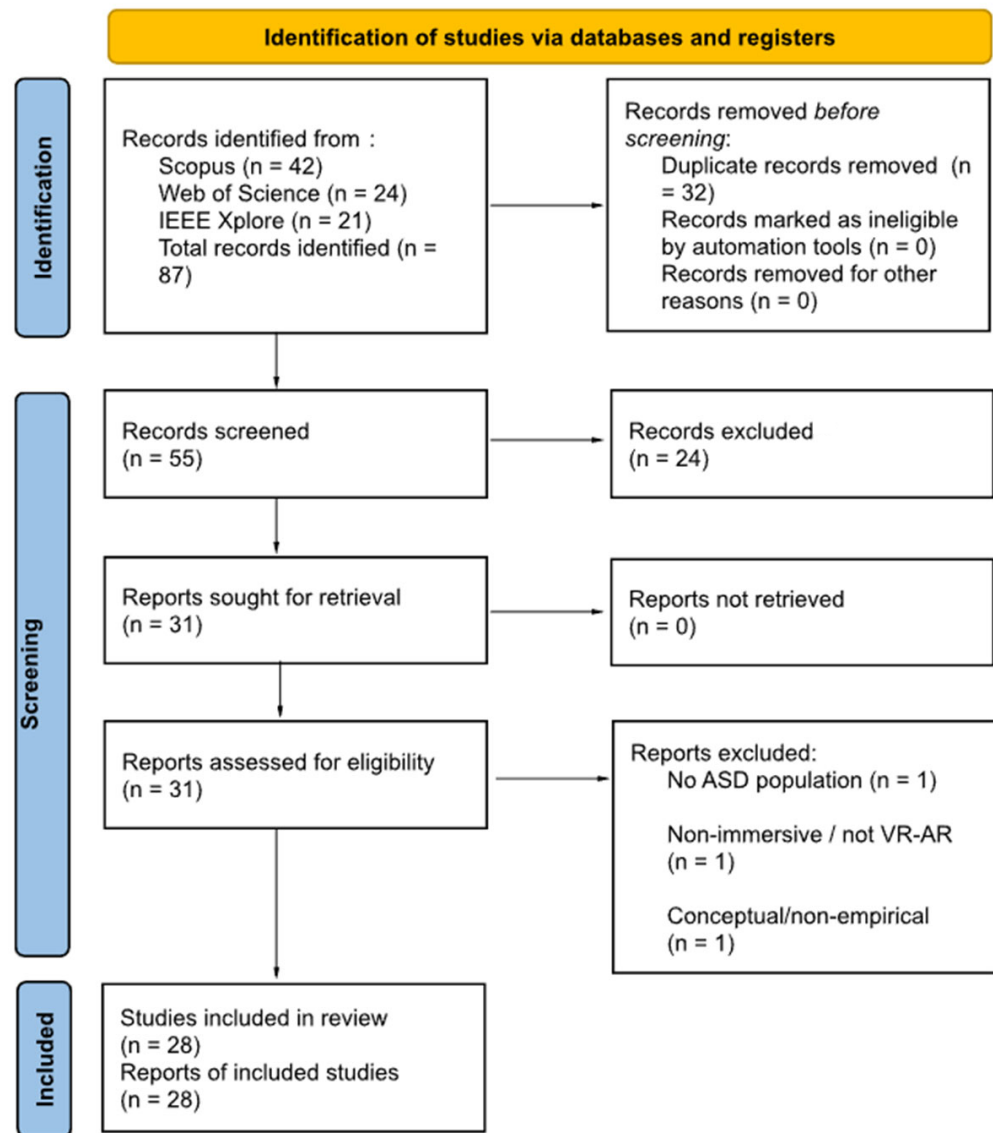 Identification of studies via databases and registers
Identification
Records identified from :
Scopus (n = 42)
Web of Science (n = 24)
IEEE Xplore (n = 21)
Total records identified (n =
87)
Records removed before
screening:
Duplicate records removed (n
= 32)
Records marked as ineligible
by automation tools (n = 0)
Records removed for other
reasons (n = 0)
Screening
Records screened
(n = 55)
Records excluded
(n = 24)
Reports sought for retrieval
(n = 31)
Reports not retrieved
(n = 0)
Reports assessed for eligibility
(n = 31)
Reports excluded:
No ASD population (n = 1)
Non-immersive / not VR-AR
(n = 1)
Conceptual/non-empirical
(n = 1)
Included
Studies included in review
(n = 28)
Reports of included studies
(n = 28)